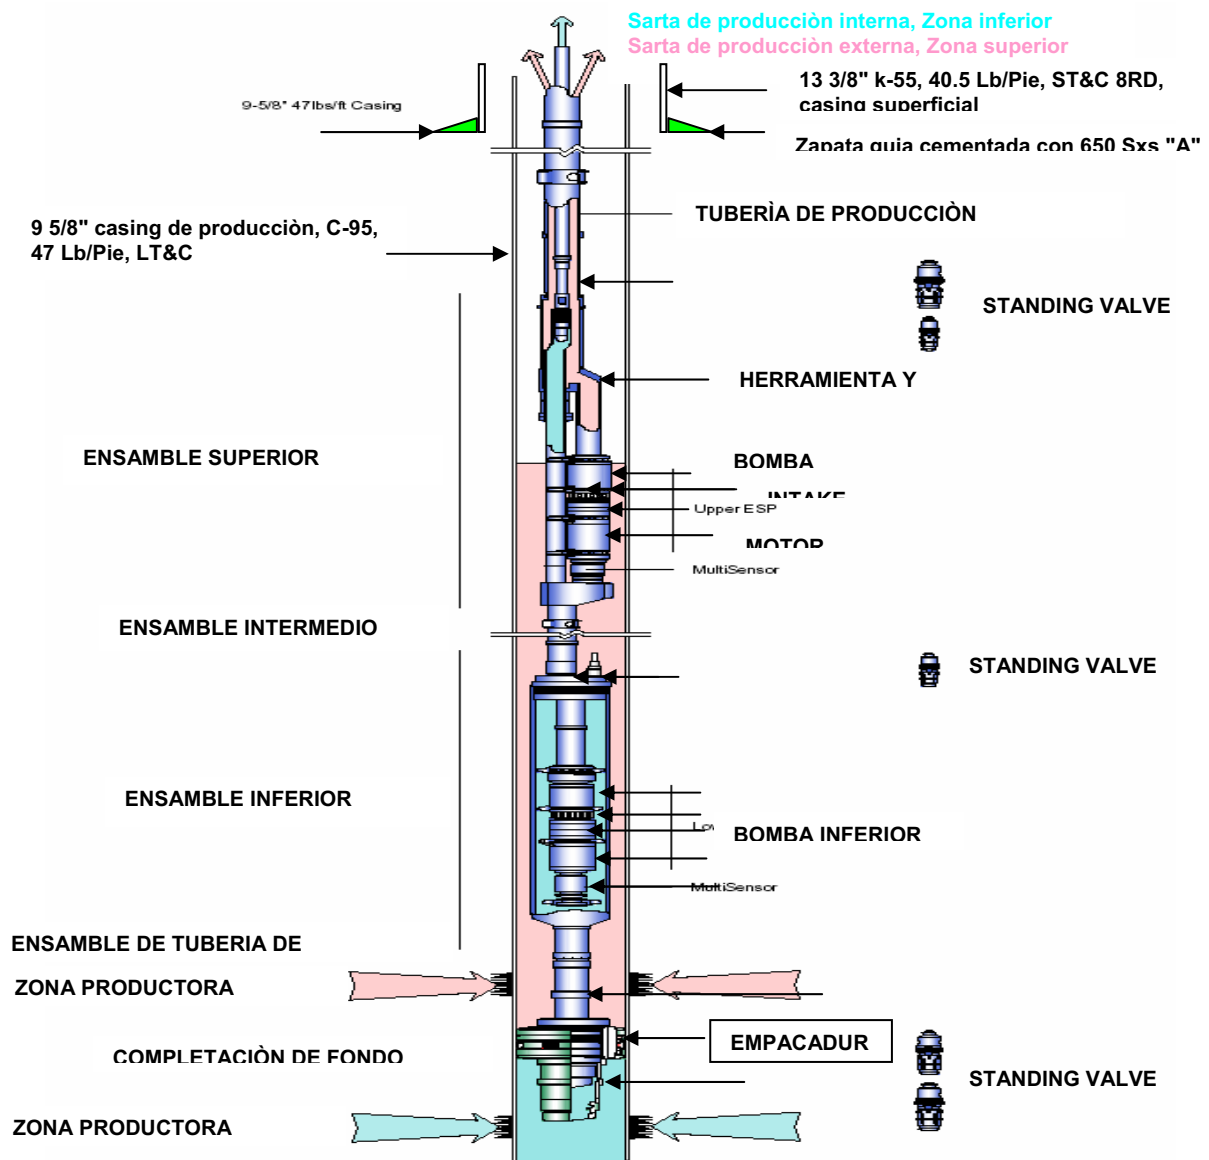 Sarta de producciòn interna, Zona inferior
Sarta de producciòn externa, Zona superior
13 3/8" k-55, 40.5 Lb/Pie, ST&C 8RD,
casing superficial
9-5/8" 47lbs/ft Casing
Zapata guia cementada con 650 Sxs "A"
TUBERÌA DE PRODUCCIÒN
9 5/8" casing de producciòn, C-95,
47 Lb/Pie, LT&C
STANDING VALVE
HERRAMIENTA Y
ENSAMBLE SUPERIOR
BOMBA
INTAKE
Upper ESP
MOTOR
MultiSensor
ENSAMBLE INTERMEDIO
STANDING VALVE
ENSAMBLE INFERIOR
BOMBA INFERIOR
MultiSensor
ENSAMBLE DE TUBERIA DE
ZONA PRODUCTORA
EMPACADUR
COMPLETACIÒN DE FONDO
STANDING VALVE
ZONA PRODUCTORA